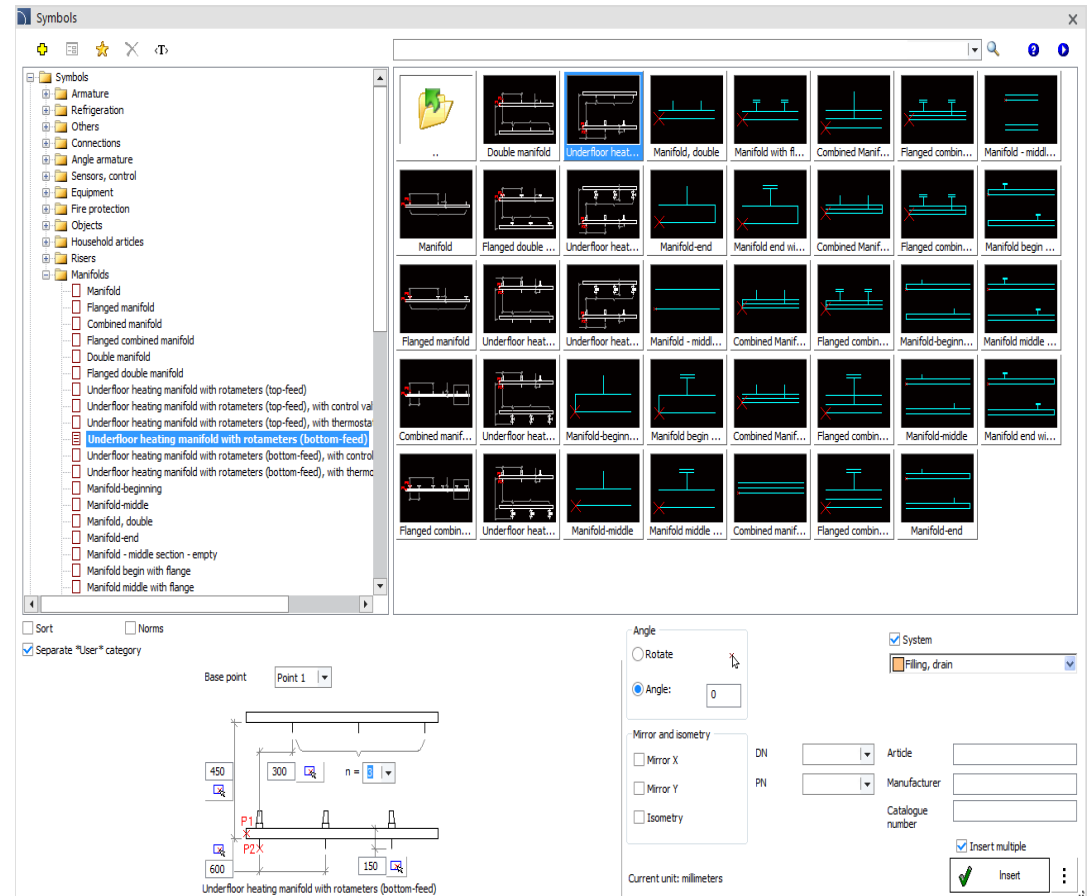 Symbols
‹T›
Symbols
Armature
Refrigeration
Others
Connections
Angle armature
Sensors, control
Equipment
Fire protection
Objects
Household articles
Risers
Manifolds
Manifold
Flanged manifold
Combined manifold
Flanged combined manifold
Double manifold
Flanged double manifold
Underfloor heating manifold with rotameters (top-feed)
Underfloor heating manifold with rotameters (top-feed), with control val
Underfloor heating manifold with rotameters (top-feed), with thermosta
Underfloor heating manifold with rotameters (bottom-feed)
Underfloor heating manifold with rotameters (bottom-feed), with control
Underfloor heating manifold with rotameters (bottom-feed), with thermo
Manifold-beginning
Manifold-middle
Manifold, double
Manifold-end
Manifold - middle section - empty
Manifold begin with flange
Manifold middle with flange
.. Double manifold Underfloor heat... Manifold, double Manifold with fl... Combined Manif... Flanged combin... Manifold - middl...
Manifold Flanged double ... Underfloor heat... Manifold-end Manifold end wi... Combined Manif... Flanged combin... Manifold begin ...
Flanged manifold Underfloor heat... Underfloor heat... Manifold - middl... Combined Manif... Flanged combin... Manifold-beginn... Manifold middle ...
Combined manif... Underfloor heat... Manifold-beginn... Manifold begin ... Combined Manif... Flanged combin... Manifold-middle Manifold end wi...
Flanged combin... Underfloor heat... Manifold-middle Manifold middle ... Combined manif... Flanged combin... Manifold-end
Sort Norms
Separate *User* category
Base point Point 1
450
300 n = 3
P1
P2
600
150
Underfloor heating manifold with rotameters (bottom-feed)
Angle
Rotate
Angle: 0
Mirror and isometry
Mirror X
Mirror Y
Isometry
Current unit: millimeters
System
Filling, drain
DN
PN
Article
Manufacturer
Catalogue
number
Insert multiple
Insert